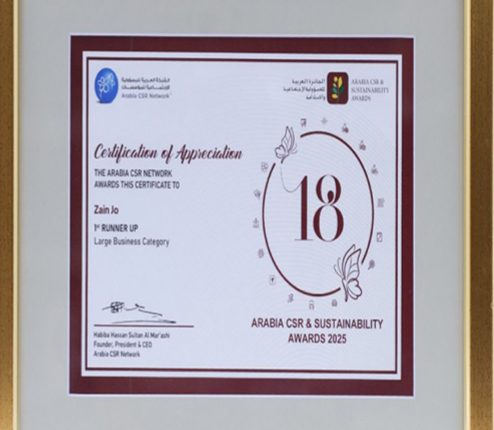 الشبكة العربية للمسؤولية
الاجتماعية للمؤسسات
Arabia CSR Network
الجائزة العربية
للمسؤولية الاجتماعية
والاستدامة
ARABIA CSR &
SUSTAINABILITY
AWARDS
Certification of Appreciation
THE ARABIA CSR NETWORK
AWARDS THIS CERTIFICATE TO
Zain Jo
1st RUNNER UP
Large Business Category
18
Habiba Hassan Sultan Al Mar'ashi
Founder, President & CEO
Arabia CSR Network
ARABIA CSR & SUSTAINABILITY
AWARDS 2025